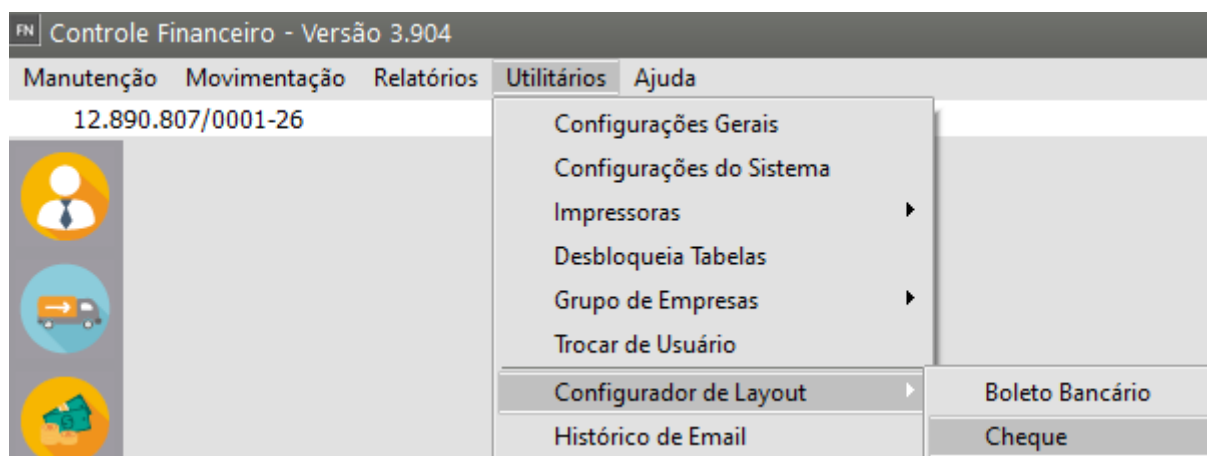 FN Controle Financeiro - Versão 3.904
Manutenção Movimentação Relatórios Utilitários Ajuda
12.890.807/0001-26
Configurações Gerais
Configurações do Sistema
Impressoras
Desbloqueia Tabelas
Grupo de Empresas
Trocar de Usuário
Configurador de Layout
Boleto Bancário
Histórico de Email
Cheque